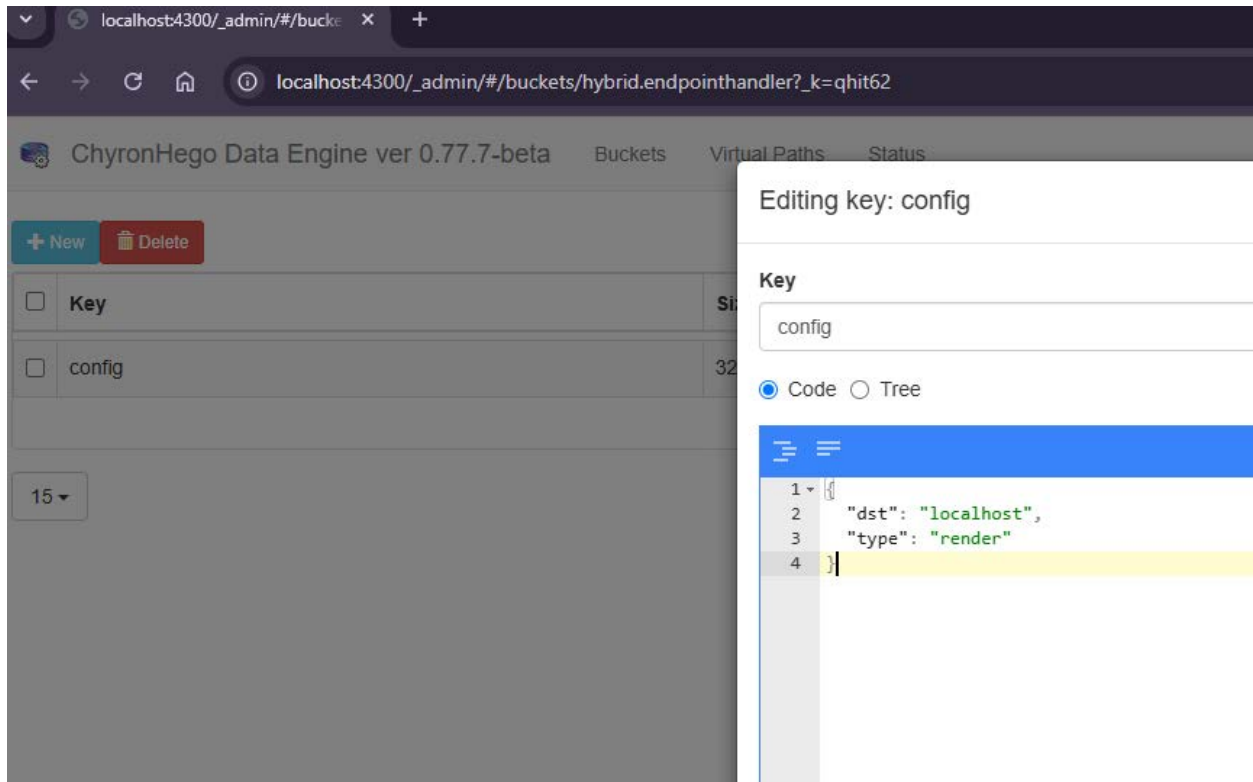 localhost:4300/_admin/#/bucke
localhost:4300/_admin/#/buckets/hybrid.endpointhandler?_k=qhit62
ChyronHego Data Engine ver 0.77.7-beta Buckets Virtual Paths Status
New Delete
Key
config 32
15
Editing key: config
Key
config
Code Tree
1 {
2 "dst": "localhost",
3 "type": "render"
4 }